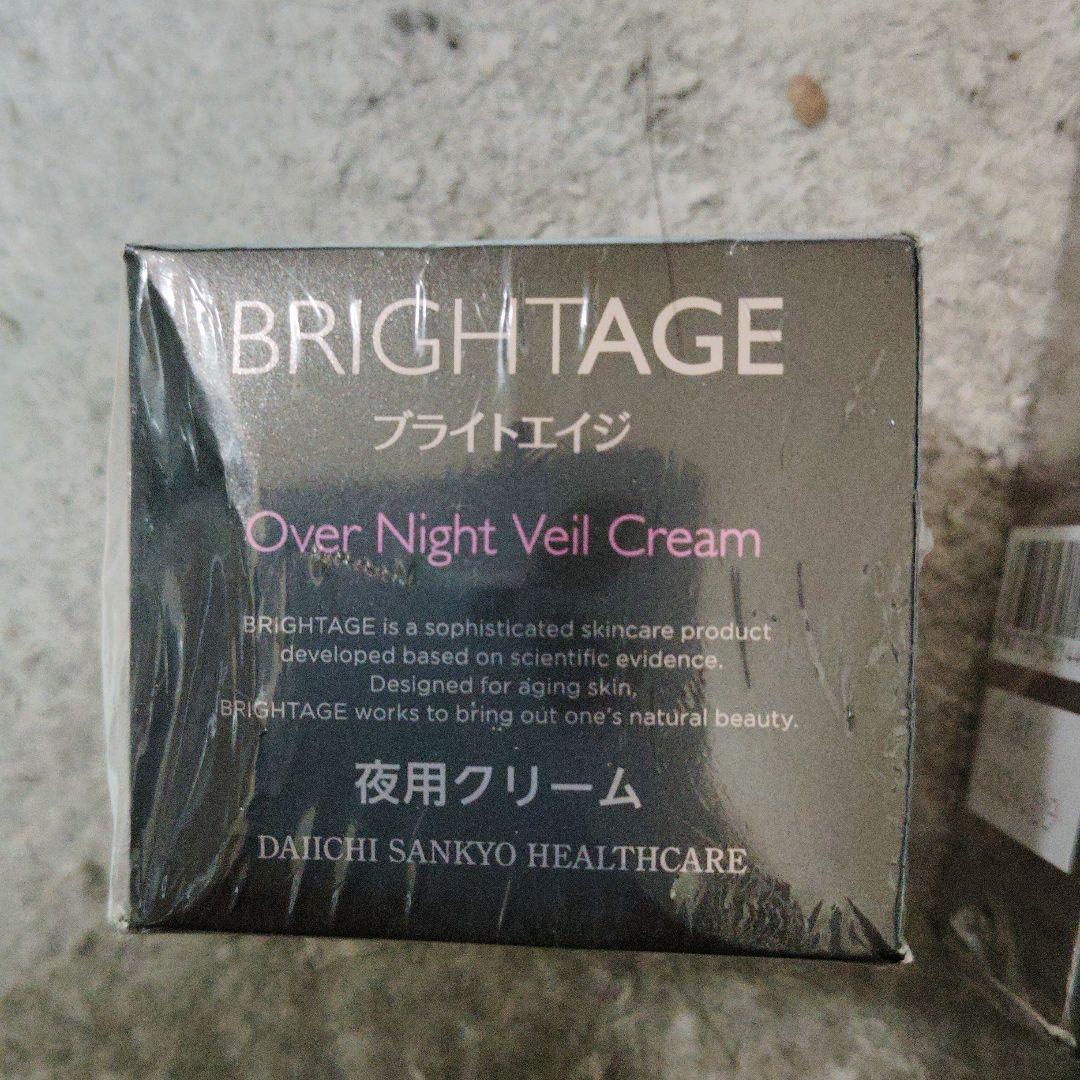 BRIGHTAGE
ブライトエイジ
Over Night Veil Cream
BRIGHTAGE is a sophisticated skincare product
developed based on scientific evidence.
Designed for aging skin,
BRIGHTAGE works to bring out one's natural beauty.
夜用クリーム
DAIICHI SANKYO HEALTHCARE